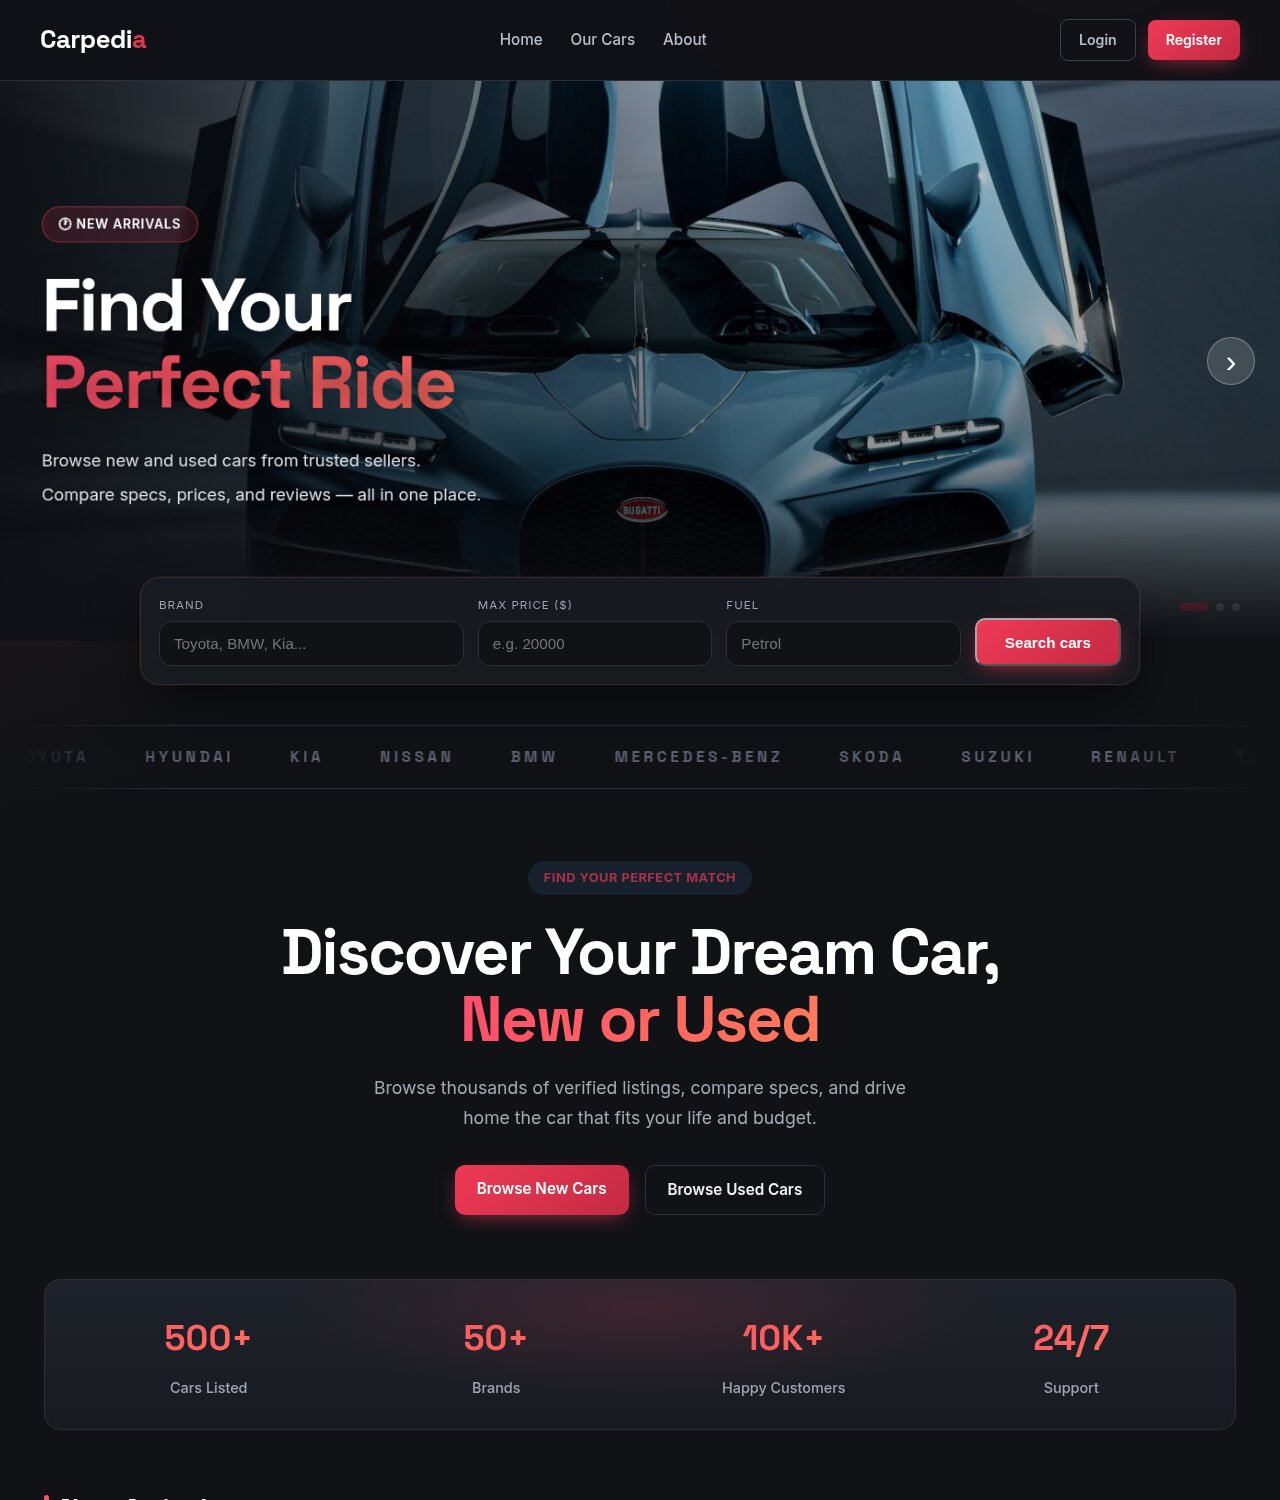 Carpedia
Home Our Cars About
Login Register
NEW ARRIVALS
Find Your
Perfect Ride
Browse new and used cars from trusted sellers.
Compare specs, prices, and reviews — all in one place.
BUGATTI
BRAND MAX PRICE ($) FUEL
Toyota, BMW, Kia... e.g. 20000 Petrol Search cars
HYUNDAI KIA NISSAN BMW MERCEDES-BENZ SKODA SUZUKI RENAULT
FIND YOUR PERFECT MATCH
Discover Your Dream Car,
New or Used
Browse thousands of verified listings, compare specs, and drive
home the car that fits your life and budget.
Browse New Cars Browse Used Cars
500+ 50+ 10K+ 24/7
Cars Listed Brands Happy Customers Support